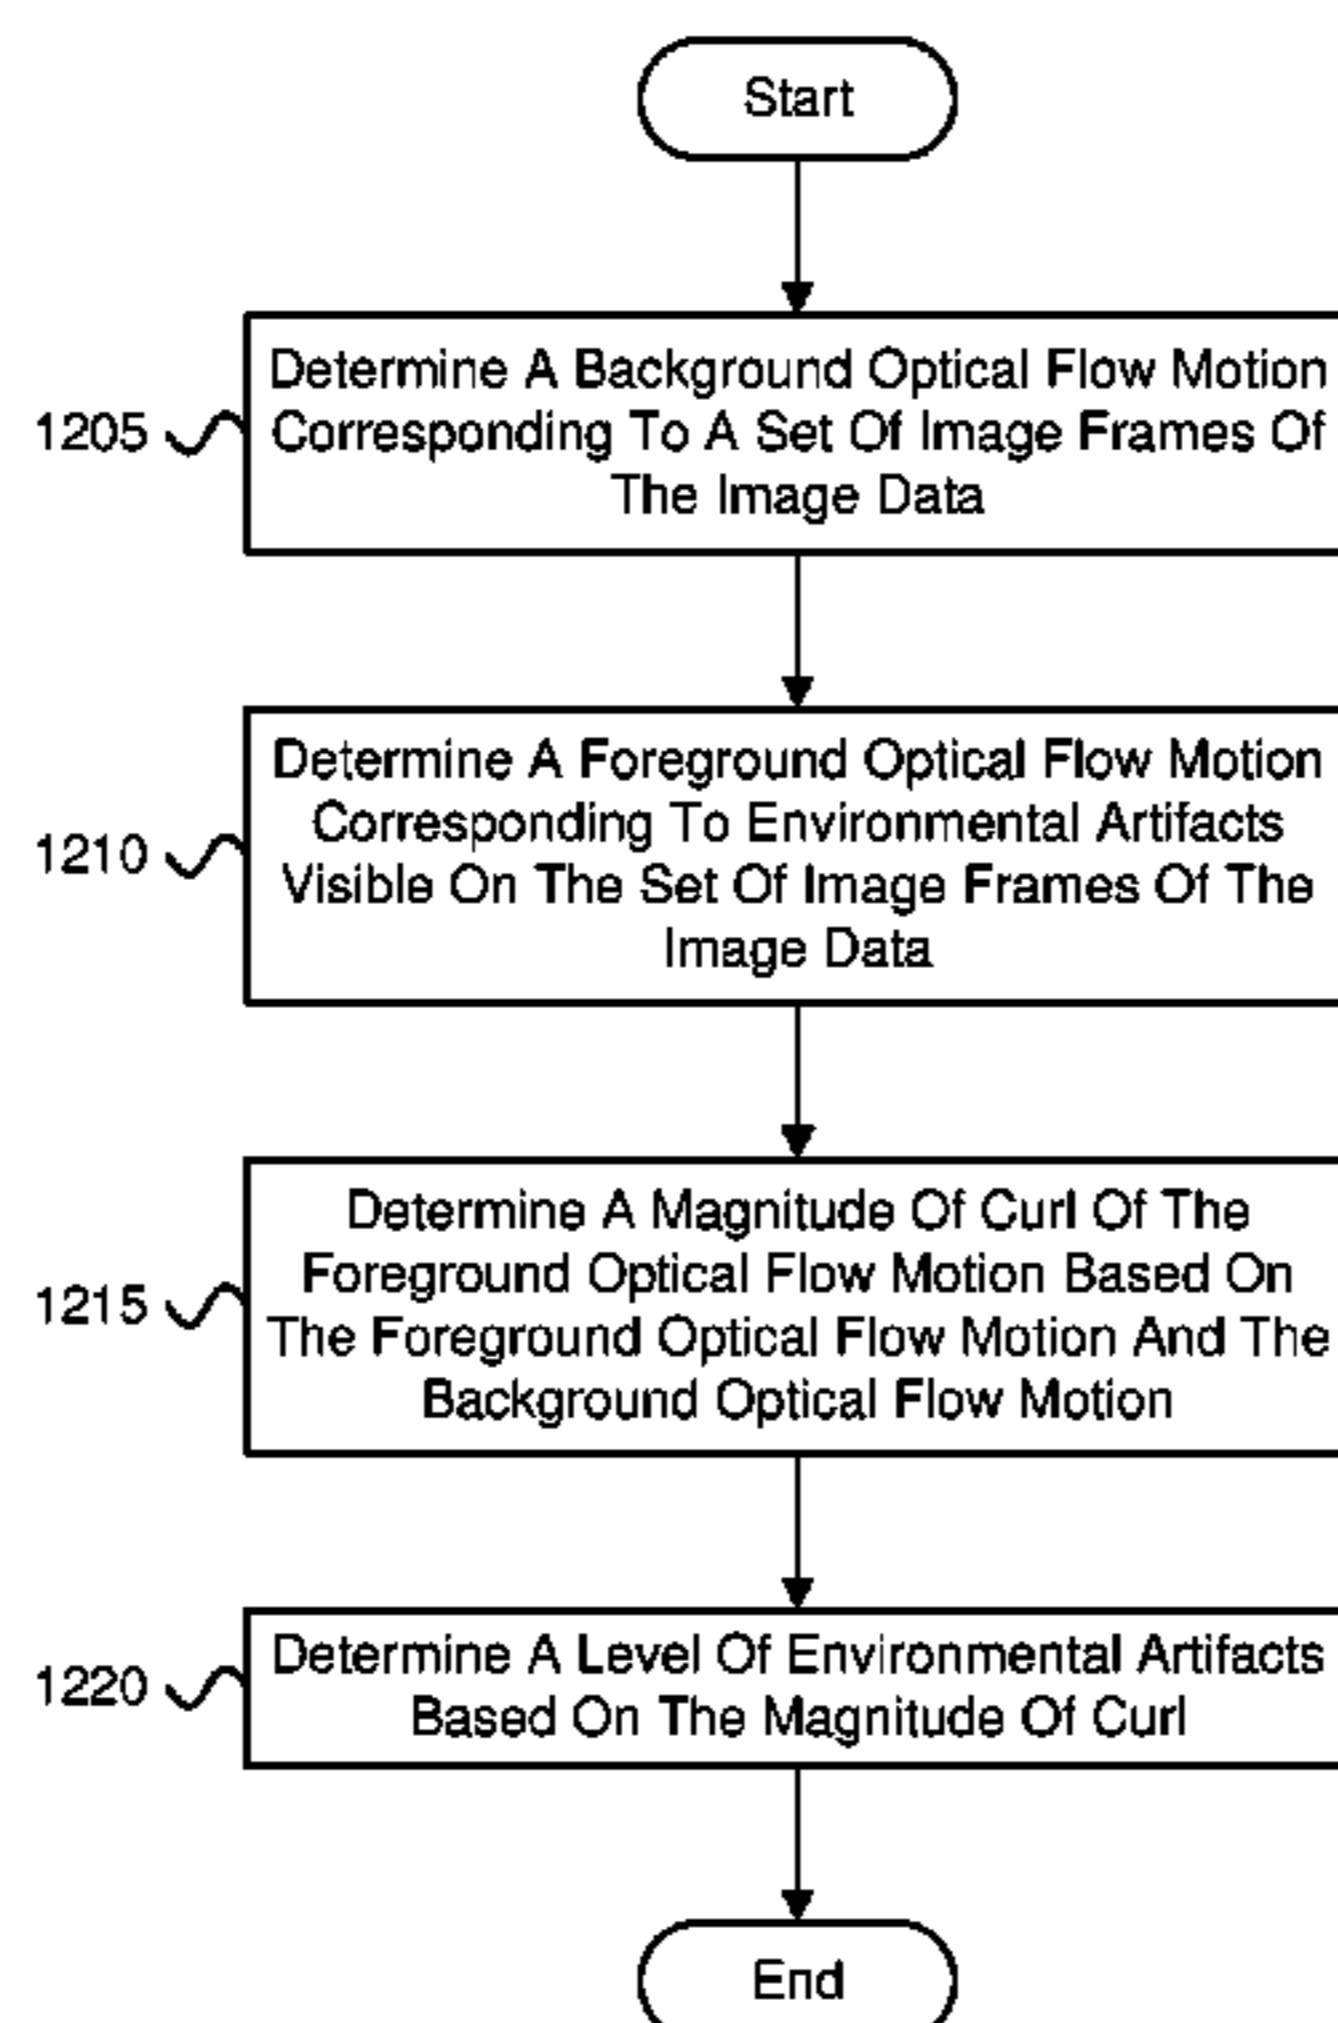 Start
Determine A Background Optical Flow Motion
1205
Corresponding To A Set Of Image Frames Of
The Image Data
Determine A Foreground Optical Flow Motion
Corresponding To Environmental Artifacts
1210
Visible On The Set Of Image Frames Of The
Image Data
Determine A Magnitude Of Curl Of The
Foreground Optical Flow Motion Based On
1215
The Foreground Optical Flow Motion And The
Background Optical Flow Motion
Determine A Level Of Environmental Artifacts
1220
Based On The Magnitude Of Curl
End